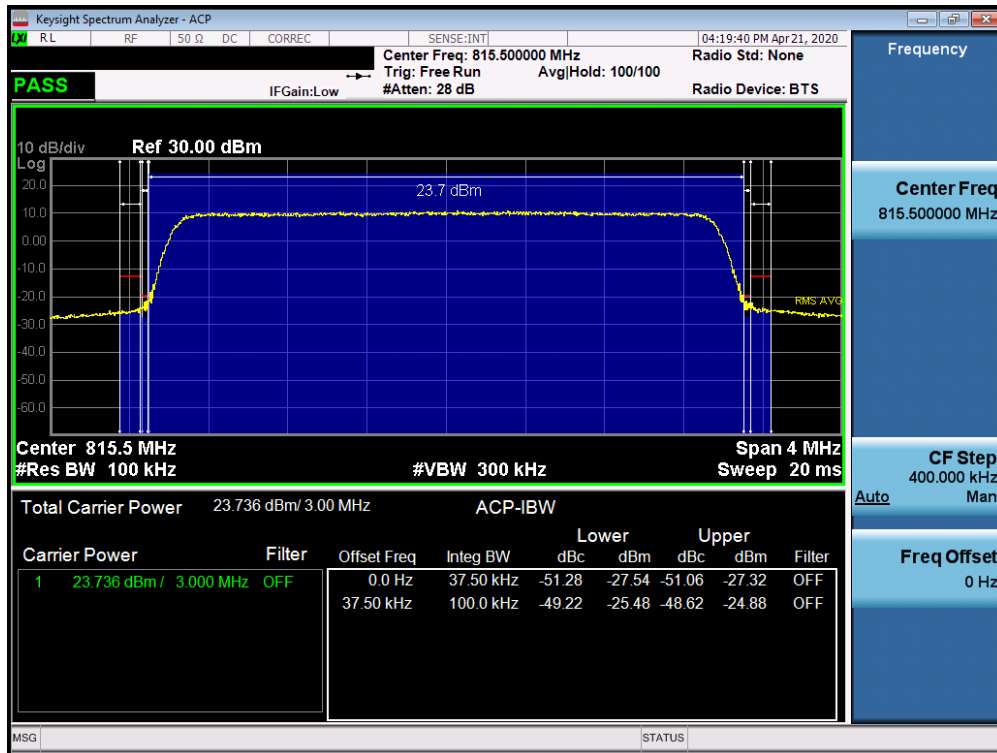 Keysight Spectrum Analyzer - ACP
LXI RL RF 50 Ω DC CORREC SENSE:INT 04:19:40 PM Apr 21, 2020
Center Freq: 815.500000 MHz Radio Std: None
Trig: Free Run Avg|Hold: 100/100
PASS IFGain:Low #Atten: 28 dB Radio Device: BTS
10 dB/div Ref 30.00 dBm
Log
20.0 23.7 dBm
10.0
0.00
-10.0
-20.0 RMS AVG
-30.0
-40.0
-50.0
-60.0
Center 815.5 MHz Span 4 MHz
#Res BW 100 kHz #VBW 300 kHz Sweep 20 ms
Total Carrier Power 23.736 dBm/ 3.00 MHz ACP-IBW
Lower Upper
Carrier Power Filter Offset Freq Integ BW dBc dBm dBc dBm Filter
1 23.736 dBm / 3.000 MHz OFF 0.0 Hz 37.50 kHz -51.28 -27.54 -51.06 -27.32 OFF
37.50 kHz 100.0 kHz -49.22 -25.48 -48.62 -24.88 OFF
MSG STATUS
Frequency
Center Freq
815.500000 MHz
CF Step
400.000 kHz
Auto Man
Freq Offset
0 Hz